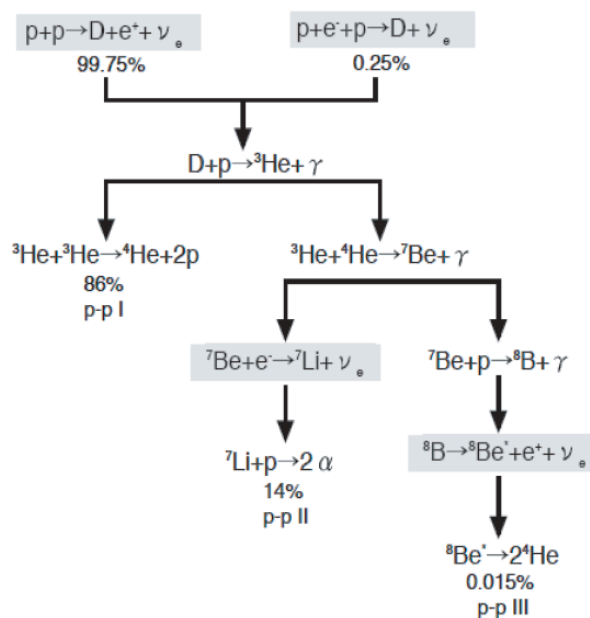 p+p→D+e⁺+ν ₑ
99.75%
p+e⁻+p→D+ν ₑ
0.25%
D+p→³He+γ
³He+³He→⁴He+2p
86%
p-p I
³He+⁴He→⁷Be+γ
⁷Be+e⁻→⁷Li+ν ₑ
⁷Li+p→2 α
14%
p-p II
⁷Be+p→⁸B+γ
⁸B→⁸Be*+e⁺+ν ₑ
⁸Be*→2⁴He
0.015%
p-p III